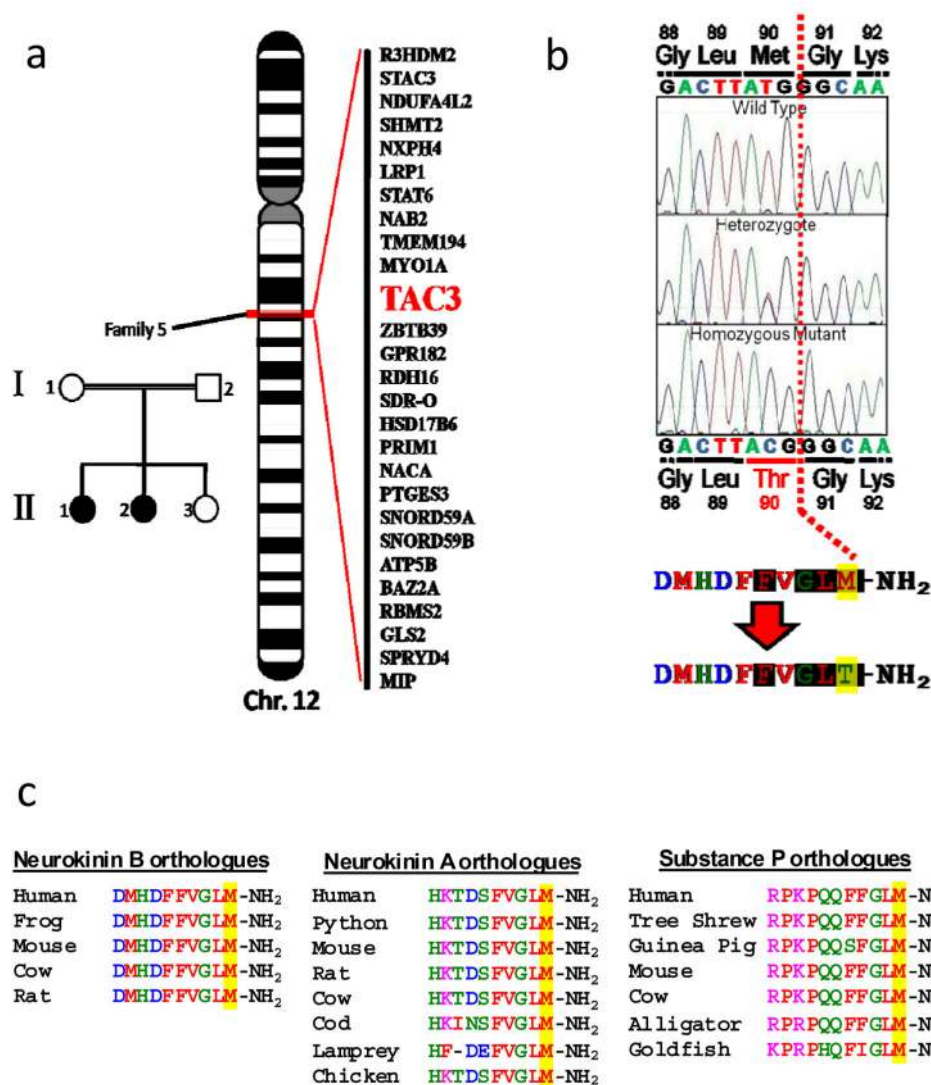 a
R3HDM2
STAC3
NDUFA4L2
SHMT2
NXPH4
LRP1
STAT6
NAB2
TMEM194
MYO1A
TAC3
ZBTB39
GPR182
RDH16
SDR-O
HSD17B6
PRIM1
NACA
PTGES3
SNORD59A
SNORD59B
ATP5B
BAZ2A
RBMS2
GLS2
SPRYD4
MIP
Family 5
I 1 2
II 1 2 3
Chr. 12
b
88 89 90 91 92
Gly Leu Met Gly Lys
GACTTATGGGCAA
Wild Type
Heterozygote
Homozygous Mutant
GACTTACGGGCAA
Gly Leu Thr Gly Lys
88 89 90 91 92
DMHDFFVGLM-NH2
DMHDFFVGLT-NH2
c
Neurokinin B orthologues
Human DMHDFFVGLM-NH2
Frog DMHDFFVGLM-NH2
Mouse DMHDFFVGLM-NH2
Cow DMHDFFVGLM-NH2
Rat DMHDFFVGLM-NH2
Neurokinin A orthologues
Human HKTDSFVGLM-NH2
Python HKTDSFVGLM-NH2
Mouse HKTDSFVGLM-NH2
Rat HKTDSFVGLM-NH2
Cow HKTDSFVGLM-NH2
Cod HKINSFVGLM-NH2
Lamprey HF-DEFVGLM-NH2
Chicken HKTDSFVGLM-NH2
Substance P orthologues
Human RPKPQQFFGLM-N
Tree Shrew RPKPQQFFGLM-N
Guinea Pig RPKPQQSFGLM-N
Mouse RPKPQQFFGLM-N
Cow RPKPQQFFGLM-N
Alligator RPRPQQFFGLM-N
Goldfish KPRPHQFIGLM-N